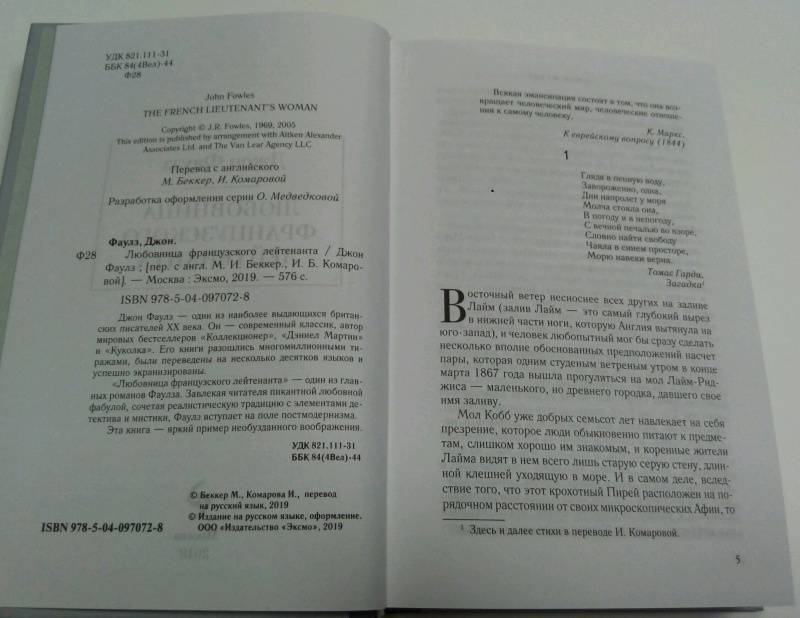 УДК 821.111-31
ББК 84(4Вел)-44
Ф28
John Fowles
THE FRENCH LIEUTENANT'S WOMAN
Copyright © J.R. Fowles, 1969, 2005
This edition is published by arrangement with Aitken Alexander
Associates Ltd. and The Van Lear Agency LLC
Перевод с английского
М. Беккер, И. Комаровой
Разработка оформления серии О. Медведковой
Фаулз, Джон.
Ф28 Любовница французского лейтенанта / Джон
Фаулз ; [пер. с англ. М. И. Беккер., И. Б. Комаро-
вой]. — Москва : Эксмо, 2019. — 576 с.
ISBN 978-5-04-097072-8
Джон Фаулз — один из наиболее выдающихся британ-
ских писателей XX века. Он — современный классик, автор
мировых бестселлеров «Коллекционер», «Дэниел Мартин»
и «Куколка». Его книги разошлись многомиллионными ти-
ражами, были переведены на несколько десятков языков и
успешно экранизированы.
«Любовница французского лейтенанта» — один из глав-
ных романов Фаулза. Завлекая читателя пикантной любовной
фабулой, сочетая реалистическую традицию с элементами де-
тектива и мистики, Фаулз вступает на поле постмодернизма.
Эта книга — яркий пример необузданного воображения.
УДК 821.111-31
ББК 84(4Вел)-44
© Беккер М., Комарова И., перевод
на русский язык, 2019
© Издание на русском языке, оформление.
ООО «Издательство «Эксмо», 2019
ISBN 978-5-04-097072-8
Всякая эмансипация состоит в том, что она воз-
вращает человеческий мир, человеческие отноше-
ния к самому человеку.
К. Маркс.
К еврейскому вопросу (1844)
1
Глядя в пенную воду,
Завороженно, одна,
Дни напролет у моря
Молча стояла она,
В погоду и в непогоду,
С вечной печалью во взоре,
Словно найти свободу
Чаяла в синем просторе,
Морю навеки верна.
Томас Гарди.
Загадка¹
Восточный ветер несноснее всех других на заливе
Лайм (залив Лайм — это самый глубокий вырез
в нижней части ноги, которую Англия вытянула на
юго-запад), и человек любопытный мог бы сразу сделать
несколько вполне обоснованных предположений насчет
пары, которая одним студеным ветреным утром в конце
марта 1867 года вышла прогуляться на мол Лайм-Рид-
жиса — маленького, но древнего городка, давшего свое
имя заливу.
Мол Кобб уже добрых семьсот лет навлекает на себя
презрение, которое люди обыкновенно питают к предме-
там, слишком хорошо им знакомым, и коренные жители
Лайма видят в нем всего лишь старую серую стену, длин-
ной клешней уходящую в море. И в самом деле, вслед-
ствие того, что этот крохотный Пирей расположен на по-
рядочном расстоянии от своих микроскопических Афин, то
¹ Здесь и далее стихи в переводе И. Комаровой.
5